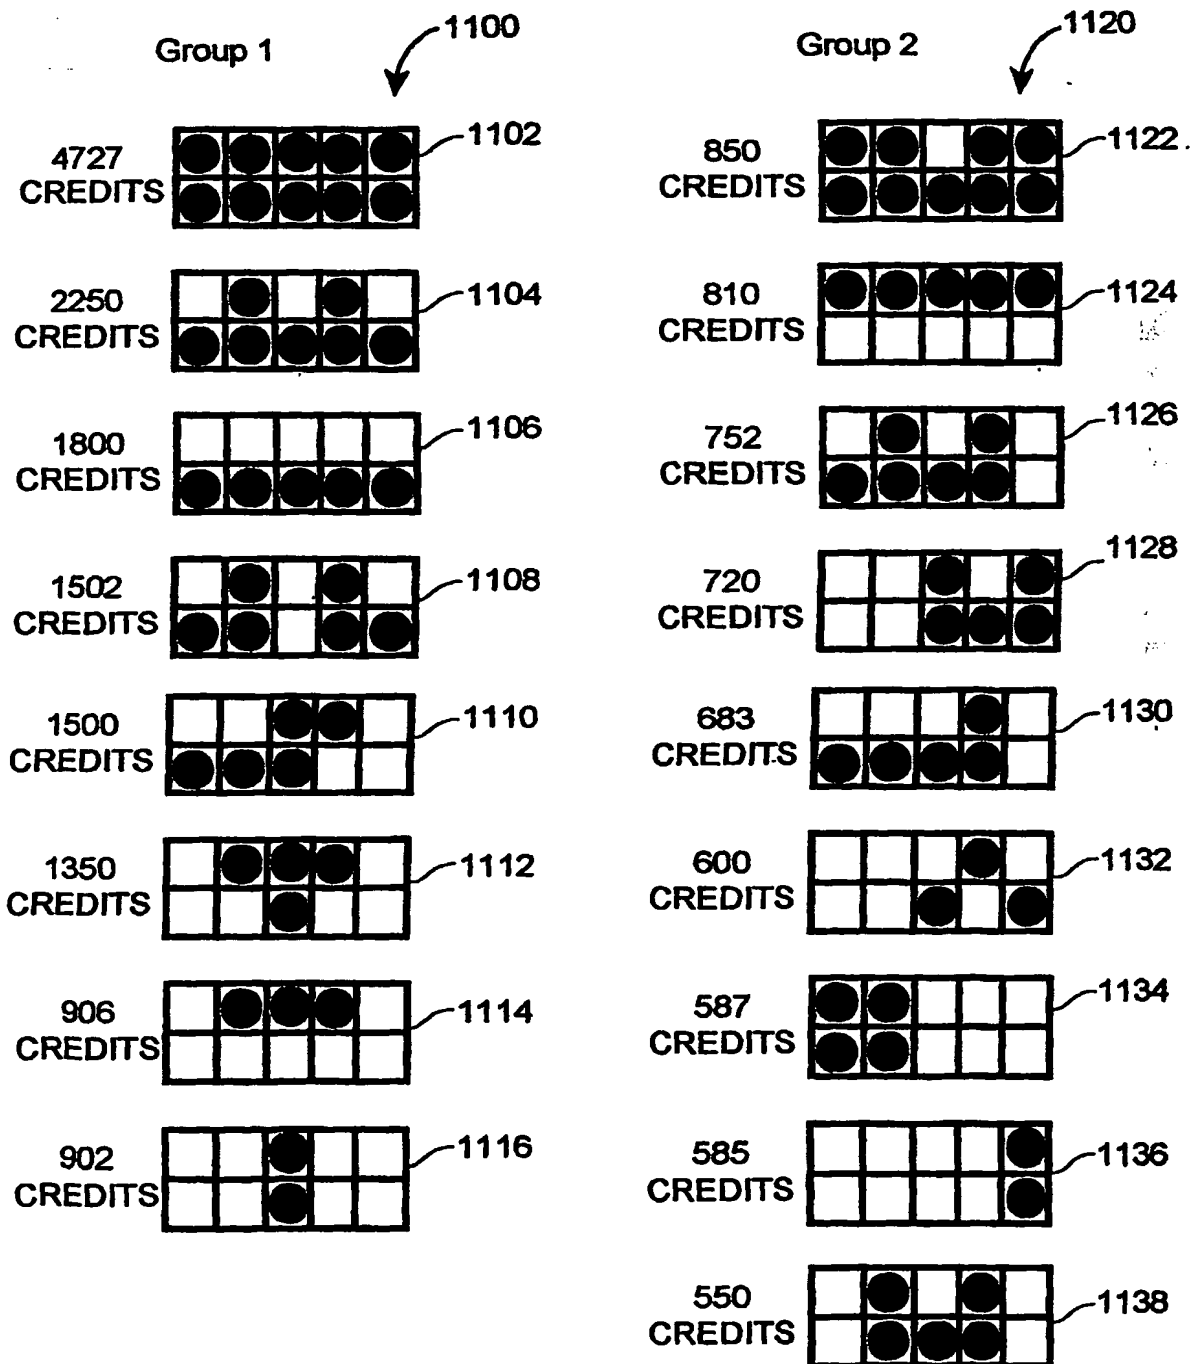 Group 1
1100
4727
CREDITS
1102
2250
CREDITS
1104
1800
CREDITS
1106
1502
CREDITS
1108
1500
CREDITS
1110
1350
CREDITS
1112
906
CREDITS
1114
902
CREDITS
1116
Group 2
1120
850
CREDITS
1122
810
CREDITS
1124
752
CREDITS
1126
720
CREDITS
1128
683
CREDITS
1130
600
CREDITS
1132
587
CREDITS
1134
585
CREDITS
1136
550
CREDITS
1138